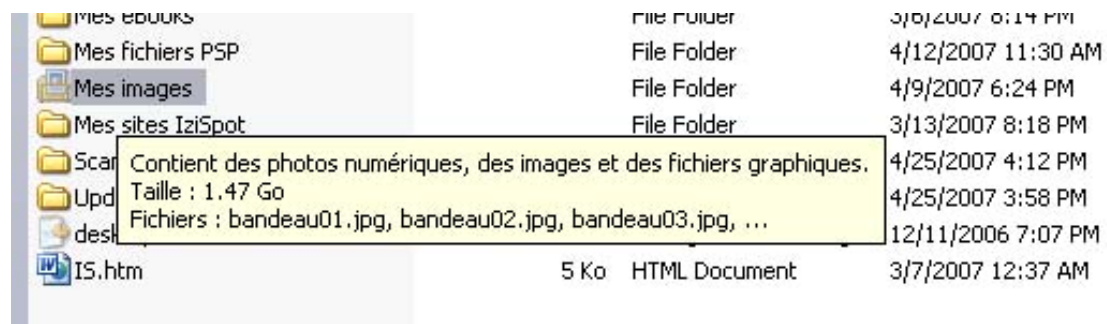 Mes eBooks File Folder 3/6/2007 8:14 PM
Mes fichiers PSP File Folder 4/12/2007 11:30 AM
Mes images File Folder 4/9/2007 6:24 PM
Mes sites IziSpot File Folder 3/13/2007 8:18 PM
Scar 4/25/2007 4:12 PM
Contient des photos numériques, des images et des fichiers graphiques.
Upd 4/25/2007 3:58 PM
Taille : 1.47 Go
Fichiers : bandeau01.jpg, bandeau02.jpg, bandeau03.jpg, ...
desk 12/11/2006 7:07 PM
IS.htm 5 Ko HTML Document 3/7/2007 12:37 AM